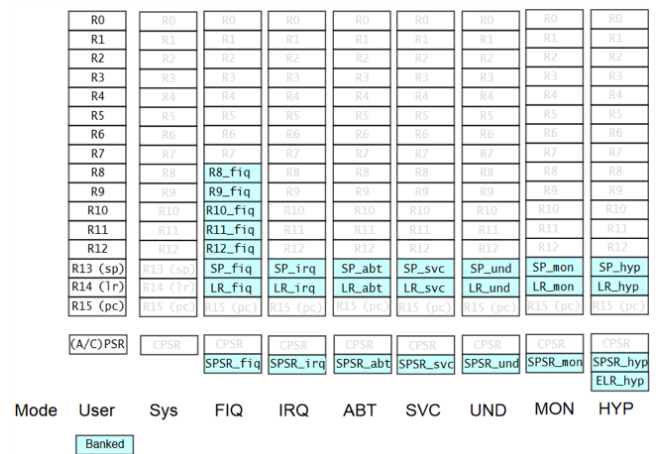 R0 R0 R0 R0 R0 R0 R0 R0 R0
R1 R1 R1 R1 R1 R1 R1 R1 R1
R2 R2 R2 R2 R2 R2 R2 R2 R2
R3 R3 R3 R3 R3 R3 R3 R3 R3
R4 R4 R4 R4 R4 R4 R4 R4 R4
R5 R5 R5 R5 R5 R5 R5 R5 R5
R6 R6 R6 R6 R6 R6 R6 R6 R6
R7 R7 R7 R7 R7 R7 R7 R7 R7
R8 R8 R8_fiq R8 R8 R8 R8 R8 R8
R9 R9 R9_fiq R9 R9 R9 R9 R9 R9
R10 R10 R10_fiq R10 R10 R10 R10 R10 R10
R11 R11 R11_fiq R11 R11 R11 R11 R11 R11
R12 R12 R12_fiq R12 R12 R12 R12 R12 R12
R13 (sp) R13 (sp) SP_fiq SP_irq SP_abt SP_svc SP_und SP_mon SP_hyp
R14 (lr) R14 (lr) LR_fiq LR_irq LR_abt LR_svc LR_und LR_mon LR_hyp
R15 (pc) R15 (pc) R15 (pc) R15 (pc) R15 (pc) R15 (pc) R15 (pc) R15 (pc) R15 (pc)
(A/C)PSR CPSR CPSR CPSR CPSR CPSR CPSR CPSR CPSR
SPSR_fiq SPSR_irq SPSR_abt SPSR_svc SPSR_und SPSR_mon SPSR_hyp
ELR_hyp
Mode User Sys FIQ IRQ ABT SVC UND MON HYP
Banked